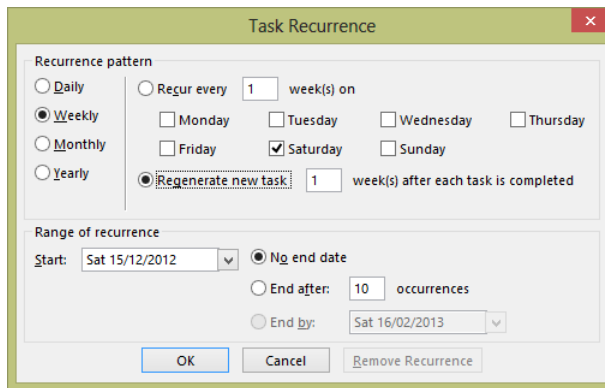 Task Recurrence
Recurrence pattern
Daily
Weekly
Monthly
Yearly
Recur every 1 week(s) on
Monday Tuesday Wednesday Thursday
Friday Saturday Sunday
Regenerate new task 1 week(s) after each task is completed
Range of recurrence
Start: Sat 15/12/2012
No end date
End after: 10 occurrences
End by: Sat 16/02/2013
OK Cancel Remove Recurrence